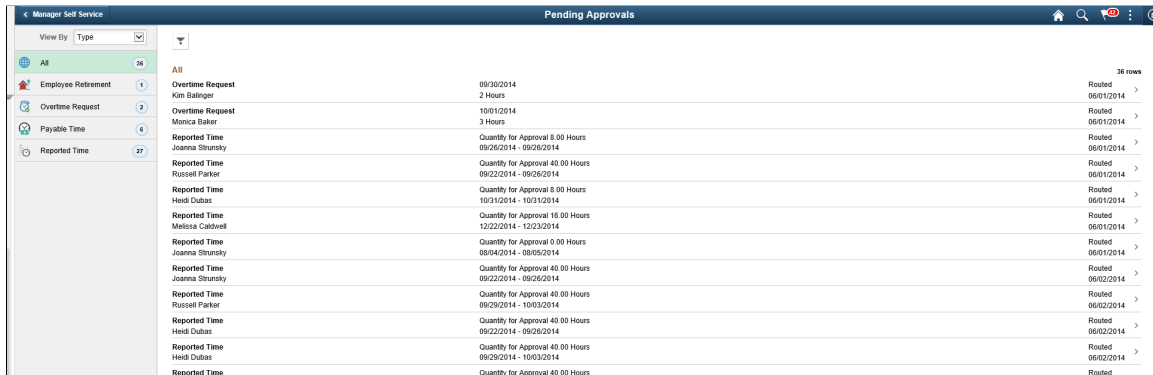 Manager Self Service
Pending Approvals
42
View By Type
All 36
Employee Retirement 1
Overtime Request 2
Payable Time 6
Reported Time 27
All
36 rows
Overtime Request 09/30/2014 Routed
Kim Balinger 2 Hours 06/01/2014
Overtime Request 10/01/2014 Routed
Monica Baker 3 Hours 06/01/2014
Reported Time Quantity for Approval 8.00 Hours Routed
Joanna Strunsky 09/26/2014 - 09/26/2014 06/01/2014
Reported Time Quantity for Approval 40.00 Hours Routed
Russell Parker 09/22/2014 - 09/26/2014 06/01/2014
Reported Time Quantity for Approval 8.00 Hours Routed
Heidi Dubas 10/31/2014 - 10/31/2014 06/01/2014
Reported Time Quantity for Approval 16.00 Hours Routed
Melissa Caldwell 12/22/2014 - 12/23/2014 06/01/2014
Reported Time Quantity for Approval 0.00 Hours Routed
Joanna Strunsky 08/04/2014 - 08/05/2014 06/01/2014
Reported Time Quantity for Approval 40.00 Hours Routed
Joanna Strunsky 09/22/2014 - 09/26/2014 06/02/2014
Reported Time Quantity for Approval 40.00 Hours Routed
Russell Parker 09/29/2014 - 10/03/2014 06/02/2014
Reported Time Quantity for Approval 40.00 Hours Routed
Heidi Dubas 09/22/2014 - 09/26/2014 06/02/2014
Reported Time Quantity for Approval 40.00 Hours Routed
Heidi Dubas 09/29/2014 - 10/03/2014 06/02/2014
Reported Time Quantity for Approval 40.00 Hours Routed